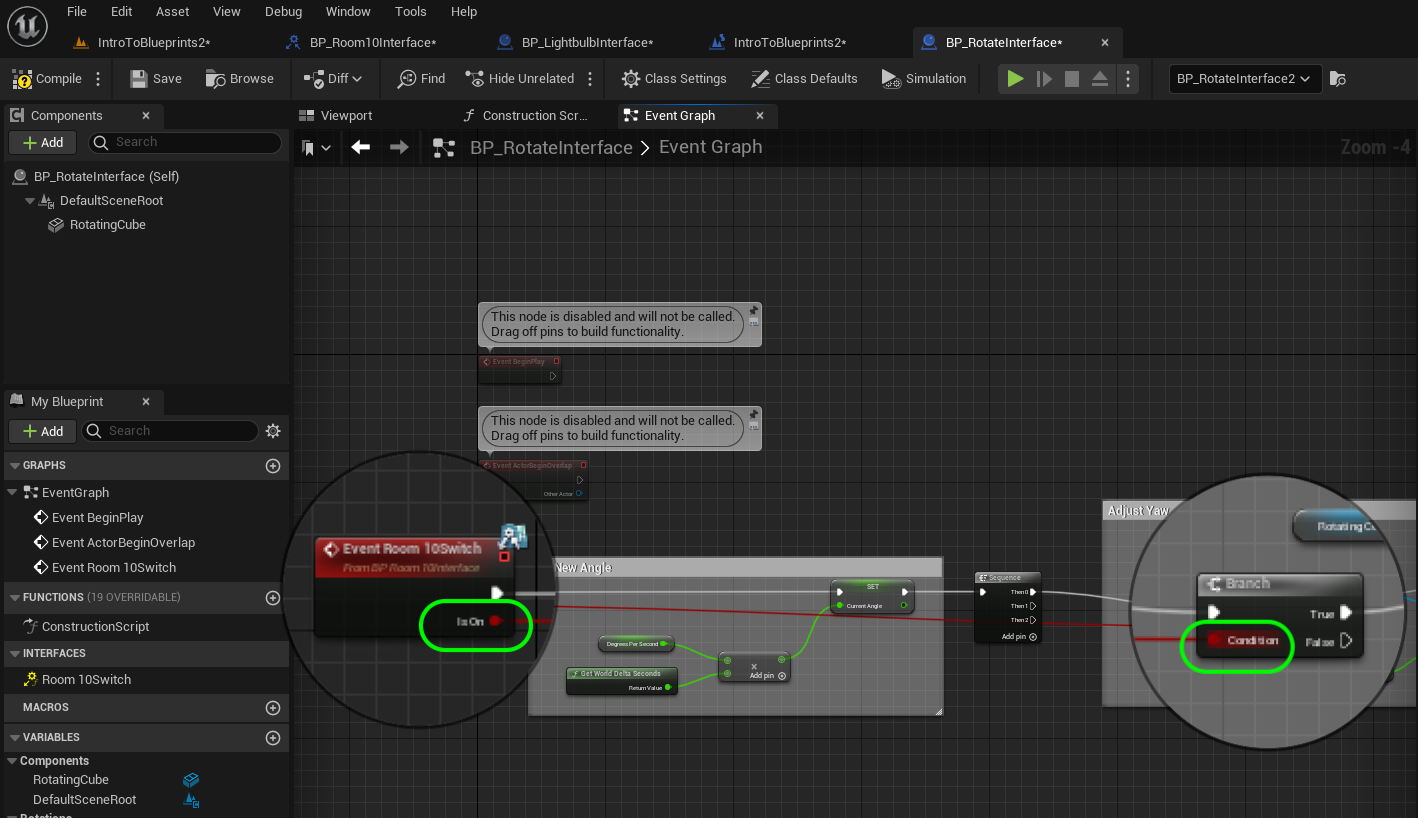 File Edit Asset View Debug Window Tools Help
IntroToBlueprints2* BP_Room10Interface* BP_LightbulbInterface* IntroToBlueprints2* BP_RotateInterface*
Compile Save Browse Diff Find Hide Unrelated Class Settings Class Defaults Simulation BP_RotateInterface2
Components
Add Search
BP_RotateInterface (Self)
DefaultSceneRoot
RotatingCube
My Blueprint
Add Search
GRAPHS
EventGraph
Event BeginPlay
Event ActorBeginOverlap
Event Room 10Switch
FUNCTIONS (19 OVERRIDABLE)
ConstructionScript
INTERFACES
Room 10Switch
MACROS
VARIABLES
Components
RotatingCube
DefaultSceneRoot
Rotations
Viewport Construction Scr... Event Graph
BP_RotateInterface > Event Graph Zoom -4
This node is disabled and will not be called.
Drag off pins to build functionality.
Event BeginPlay
This node is disabled and will not be called.
Drag off pins to build functionality.
Event ActorBeginOverlap
Other Actor
Event Room 10Switch
From BP Room 10Interface
Is On
New Angle
SET
Current Angle
Degrees Per Second
Get World Delta Seconds
Return Value
Add pin
Sequence
Then 0
Then 1
Then 2
Add pin
Adjust Yaw
Rotating
Branch
True
Condition False